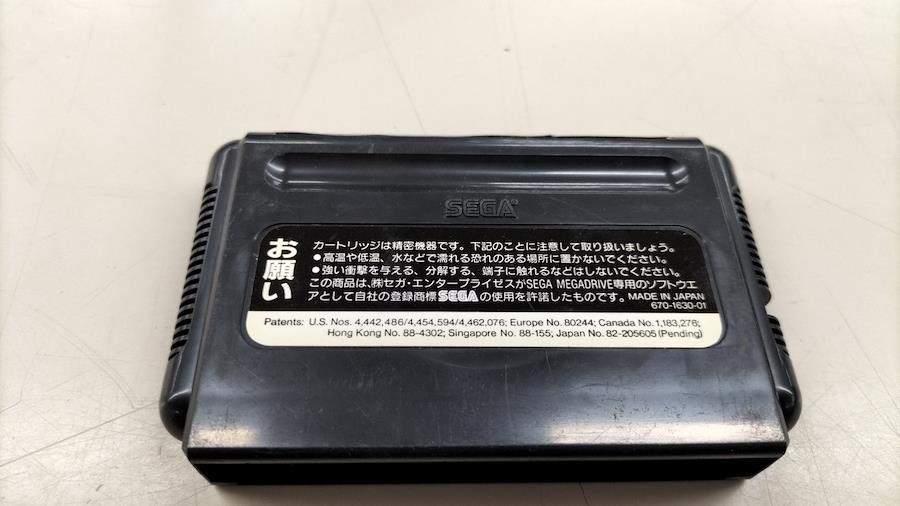 SEGA®
お願い
カートリッジは精密機器です。下記のことに注意して取り扱いましょう。
●高温や低温、水などで濡れる恐れのある場所に置かないでください。
●強い衝撃を与える、分解する、端子に触れるなどはしないでください。
この商品は、㈱セガ・エンタープライゼスがSEGA MEGADRIVE専用のソフトウエ
アとして自社の登録商標SEGAの使用を許諾したものです。 MADE IN JAPAN
670-1630-01
Patents: U.S. Nos. 4,442,486/4,454,594/4,462,076; Europe No. 80244; Canada No. 1,183,276;
Hong Kong No. 88-4302; Singapore No. 88-155; Japan No. 82-205605 (Pending)